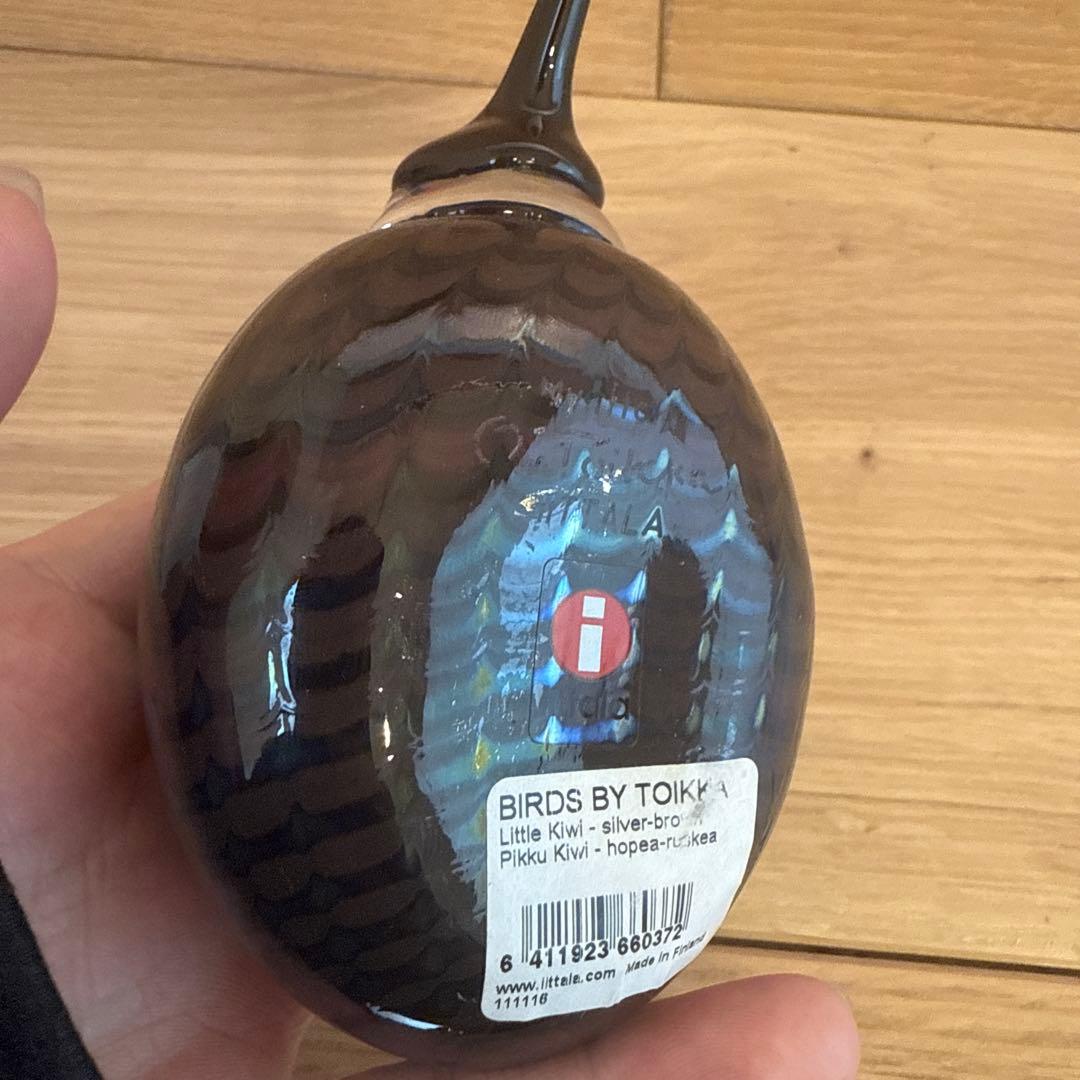 O. Toikka
IITTALA
i
BIRDS BY TOIKKA
Little Kiwi - silver-brown
Pikku Kiwi - hopea-ruskea
6 411923 660372
www.iittala.com Made in Finland
111116